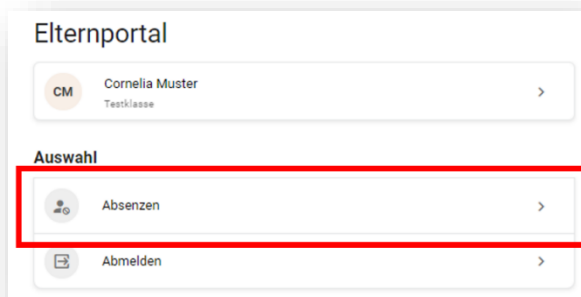 Elternportal
CM
Cornelia Muster
Testklasse
Auswahl
Absenzen
Abmelden